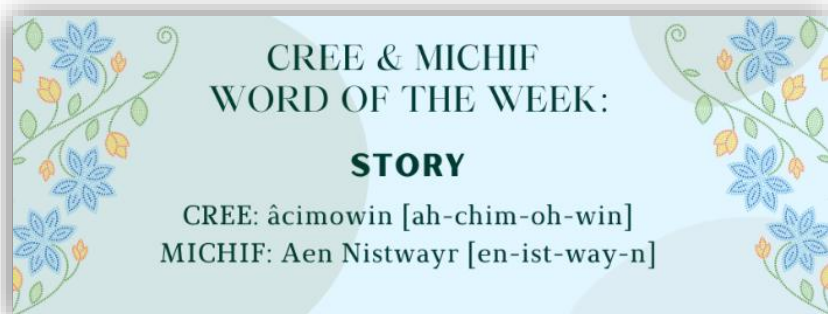 CREE & MICHIF
WORD OF THE WEEK:
STORY
CREE: âcimowin [ah-chim-oh-win]
MICHIF: Aen Nistwayr [en-ist-way-n]